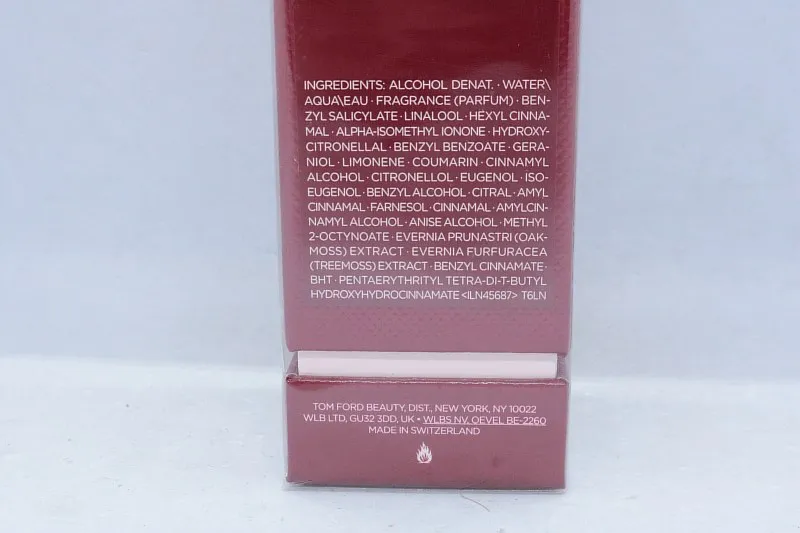 INGREDIENTS: ALCOHOL DENAT. · WATER\
AQUA\EAU · FRAGRANCE (PARFUM) · BEN-
ZYL SALICYLATE · LINALOOL · HEXYL CINNA-
MAL · ALPHA-ISOMETHYL IONONE · HYDROXY-
CITRONELLAL · BENZYL BENZOATE · GERA-
NIOL · LIMONENE · COUMARIN · CINNAMYL
ALCOHOL · CITRONELLOL · EUGENOL · ISO-
EUGENOL · BENZYL ALCOHOL · CITRAL · AMYL
CINNAMAL · FARNESOL · CINNAMAL · AMYLCIN-
NAMYL ALCOHOL · ANISE ALCOHOL · METHYL
2-OCTYNOATE · EVERNIA PRUNASTRI (OAK-
MOSS) EXTRACT · EVERNIA FURFURACEA
(TREEMOSS) EXTRACT · BENZYL CINNAMATE ·
BHT · PENTAERYTHRITYL TETRA-DI-T-BUTYL
HYDROXYHYDROCINNAMATE <ILN45687> T6LN
TOM FORD BEAUTY, DIST., NEW YORK, NY 10022
WLB LTD, GU32 3DD, UK • WLBS NV, OEVEL BE-2260
MADE IN SWITZERLAND